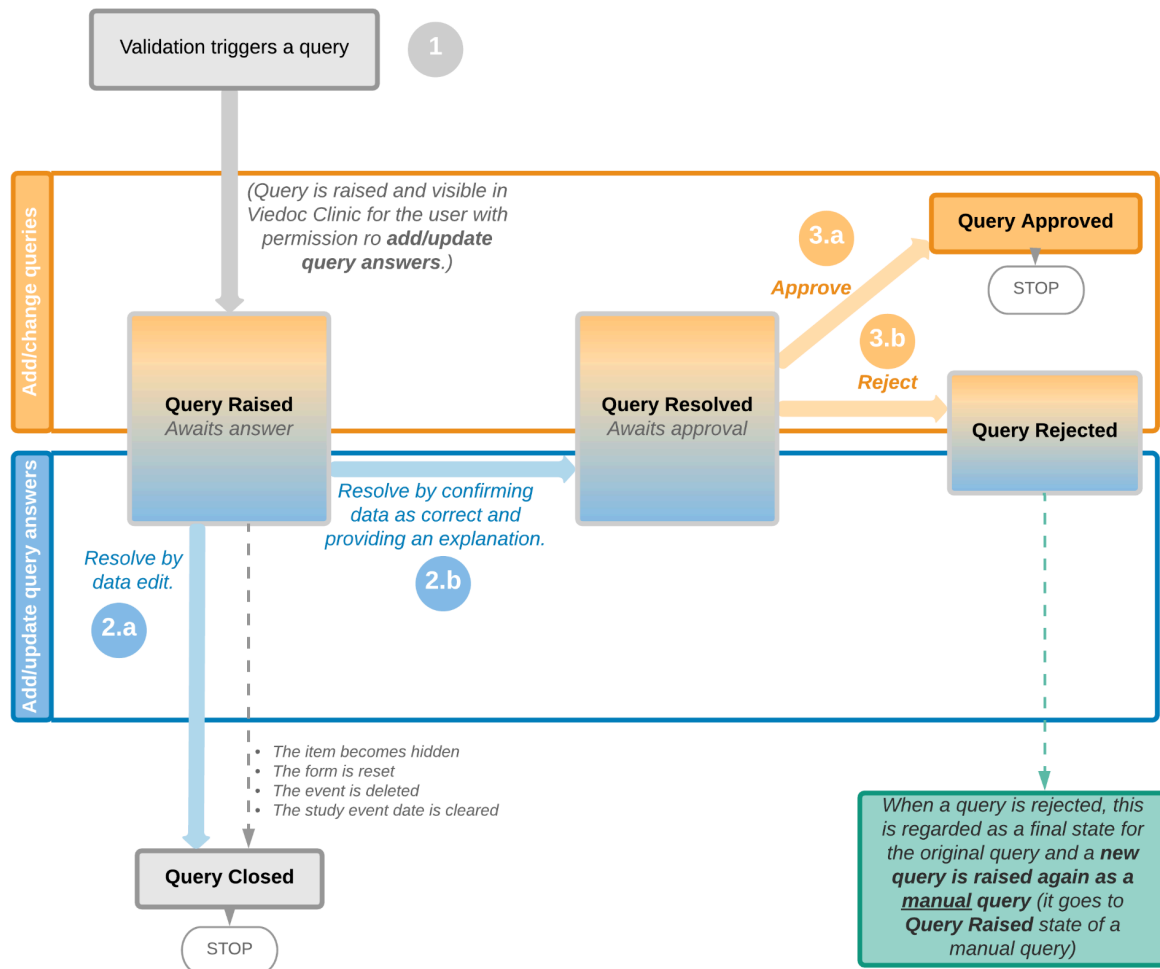 Validation triggers a query
1
(Query is raised and visible in
Viedoc Clinic for the user with
permission ro add/update
query answers.)
Add/change queries
3.a
Approve
Query Approved
STOP
3.b
Reject
Query Raised
Awaits answer
Query Resolved
Awaits approval
Query Rejected
Add/update query answers
Resolve by confirming
data as correct and
providing an explanation.
2.b
Resolve by
data edit.
2.a
• The item becomes hidden
• The form is reset
• The event is deleted
• The study event date is cleared
Query Closed
STOP
When a query is rejected, this
is regarded as a final state for
the original query and a new
query is raised again as a
manual query (it goes to
Query Raised state of a
manual query)